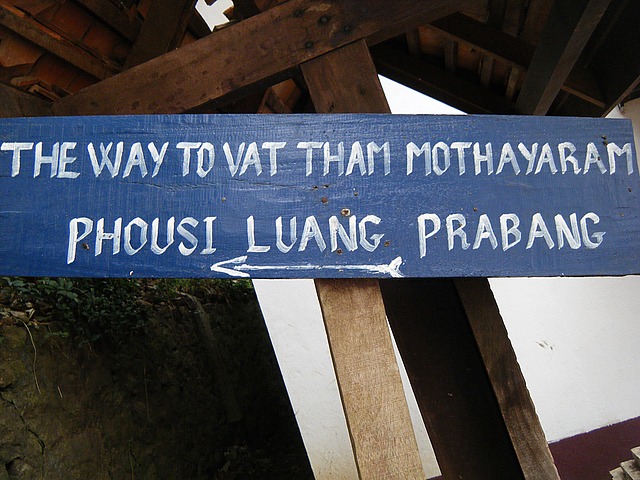 THE WAY TO VAT THAM MOTHAYARAM
PHOUSI LUANG PRABANG